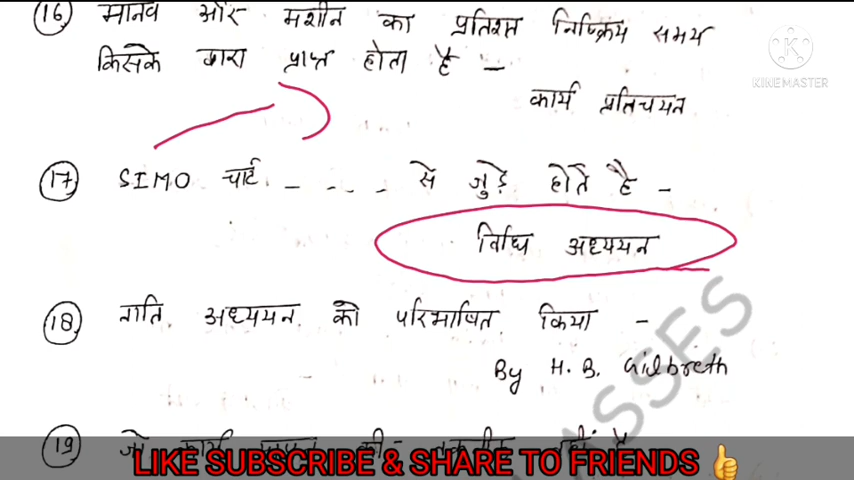 (16) मानव और मशीन का प्रतिशत निष्क्रिय समय
किसके द्वारा प्राप्त होता है -
कार्य प्रतिचयन
(17) SIMO चार्ट - - - - से जुड़े होते है -
विधि अध्ययन
(18) गति अध्ययन को परिभाषित किया -
By H. B. Gilbreth
(19) जो कार्य
KINEMASTER
CLASSES
LIKE SUBSCRIBE & SHARE TO FRIENDS 👍